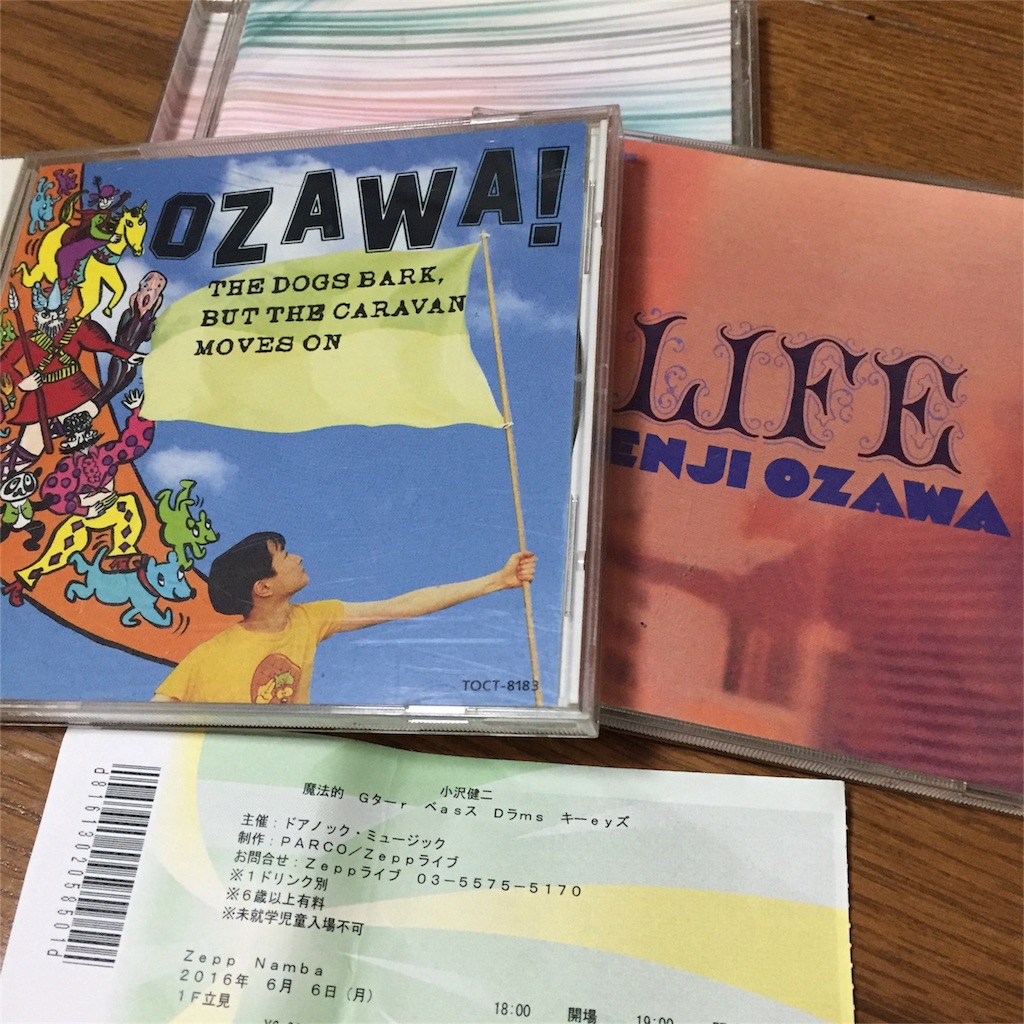 OZAWA!
THE DOGS BARK,
BUT THE CARAVAN
MOVES ON
TOCT-8183
LIFE
ENJI OZAWA
小沢健二
魔法的 Gターr ベasス Dラms キーeyズ
主催：ドアノック・ミュージック
制作：PARCO／Zeppライブ
お問合せ：Zeppライブ 03-5575-5170
※1ドリンク別
※6歳以上有料
※未就学児童入場不可
Zepp Namba
2016年 6月 6日（月）
1F立見
18:00 開場 19:00
d8161302058501d